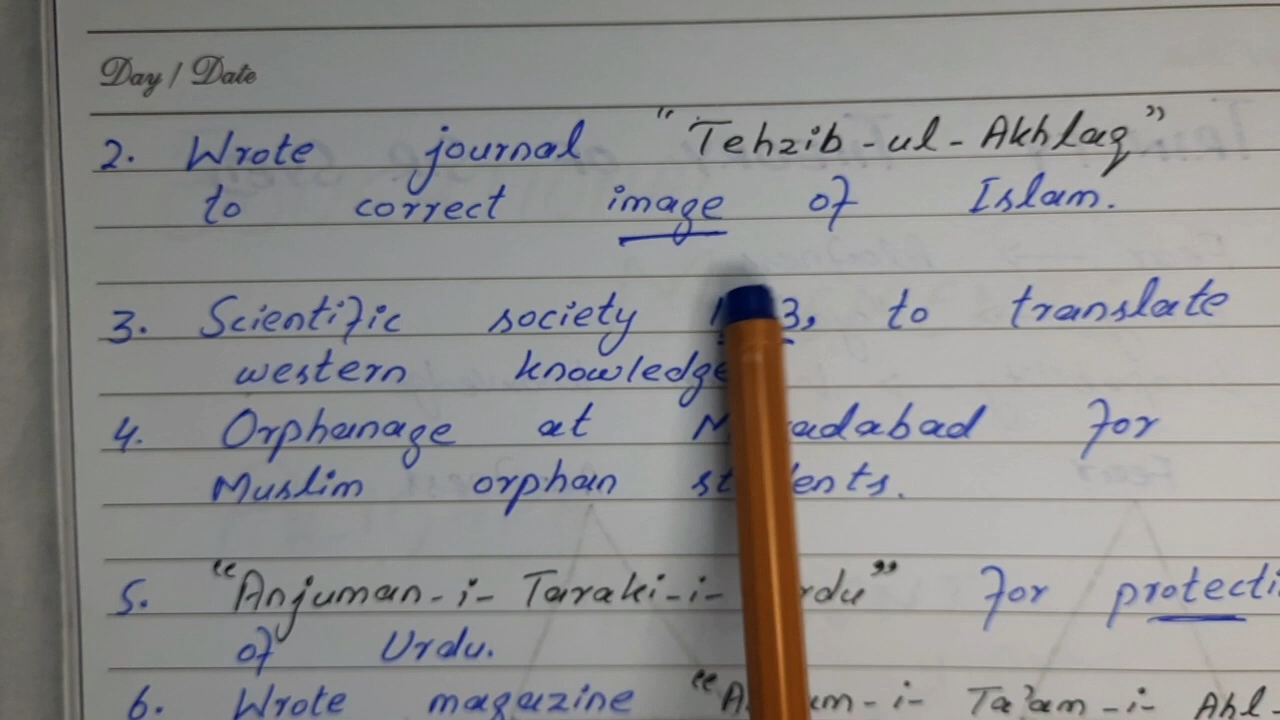 Day / Date
2. Wrote journal "Tehzib-ul-Akhlaq"
to correct image of Islam.
3. Scientific society to translate
western knowledge
4. Orphanage at for
Muslim orphan
5. "Anjuman-i-Taraki-i- for
of Urdu.
6. Wrote magazine